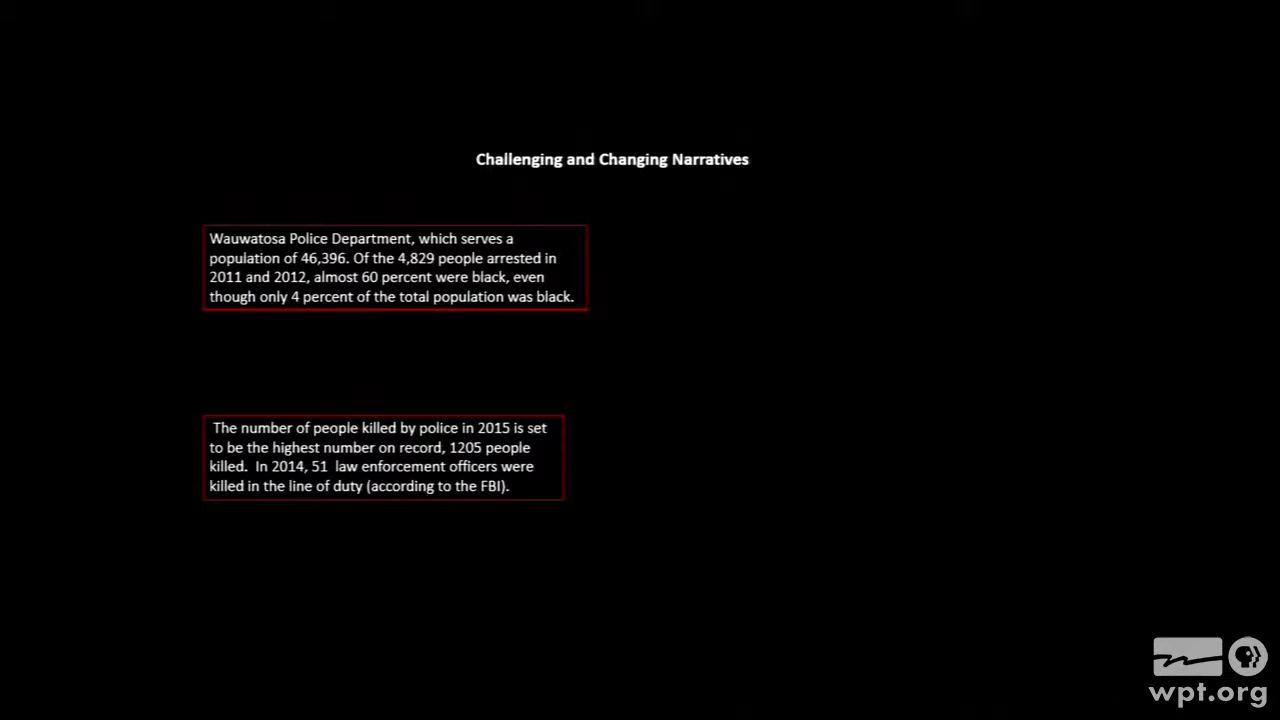 Challenging and Changing Narratives
Wauwatosa Police Department, which serves a
population of 46,396. Of the 4,829 people arrested in
2011 and 2012, almost 60 percent were black, even
though only 4 percent of the total population was black.
The number of people killed by police in 2015 is set
to be the highest number on record, 1205 people
killed. In 2014, 51 law enforcement officers were
killed in the line of duty (according to the FBI).
wpt.org